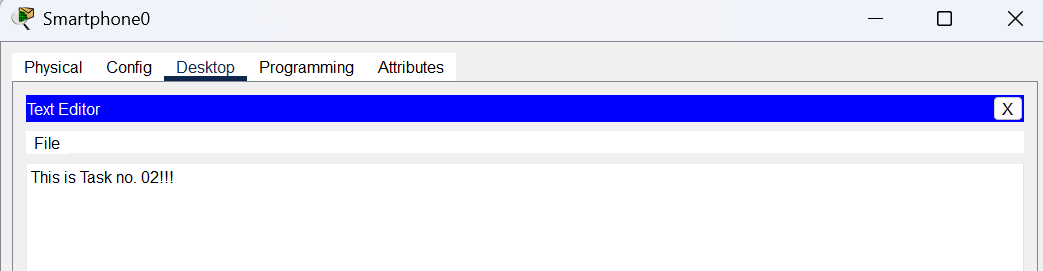 Smartphone0
Physical Config Desktop Programming Attributes
Text Editor X
File
This is Task no. 02!!!